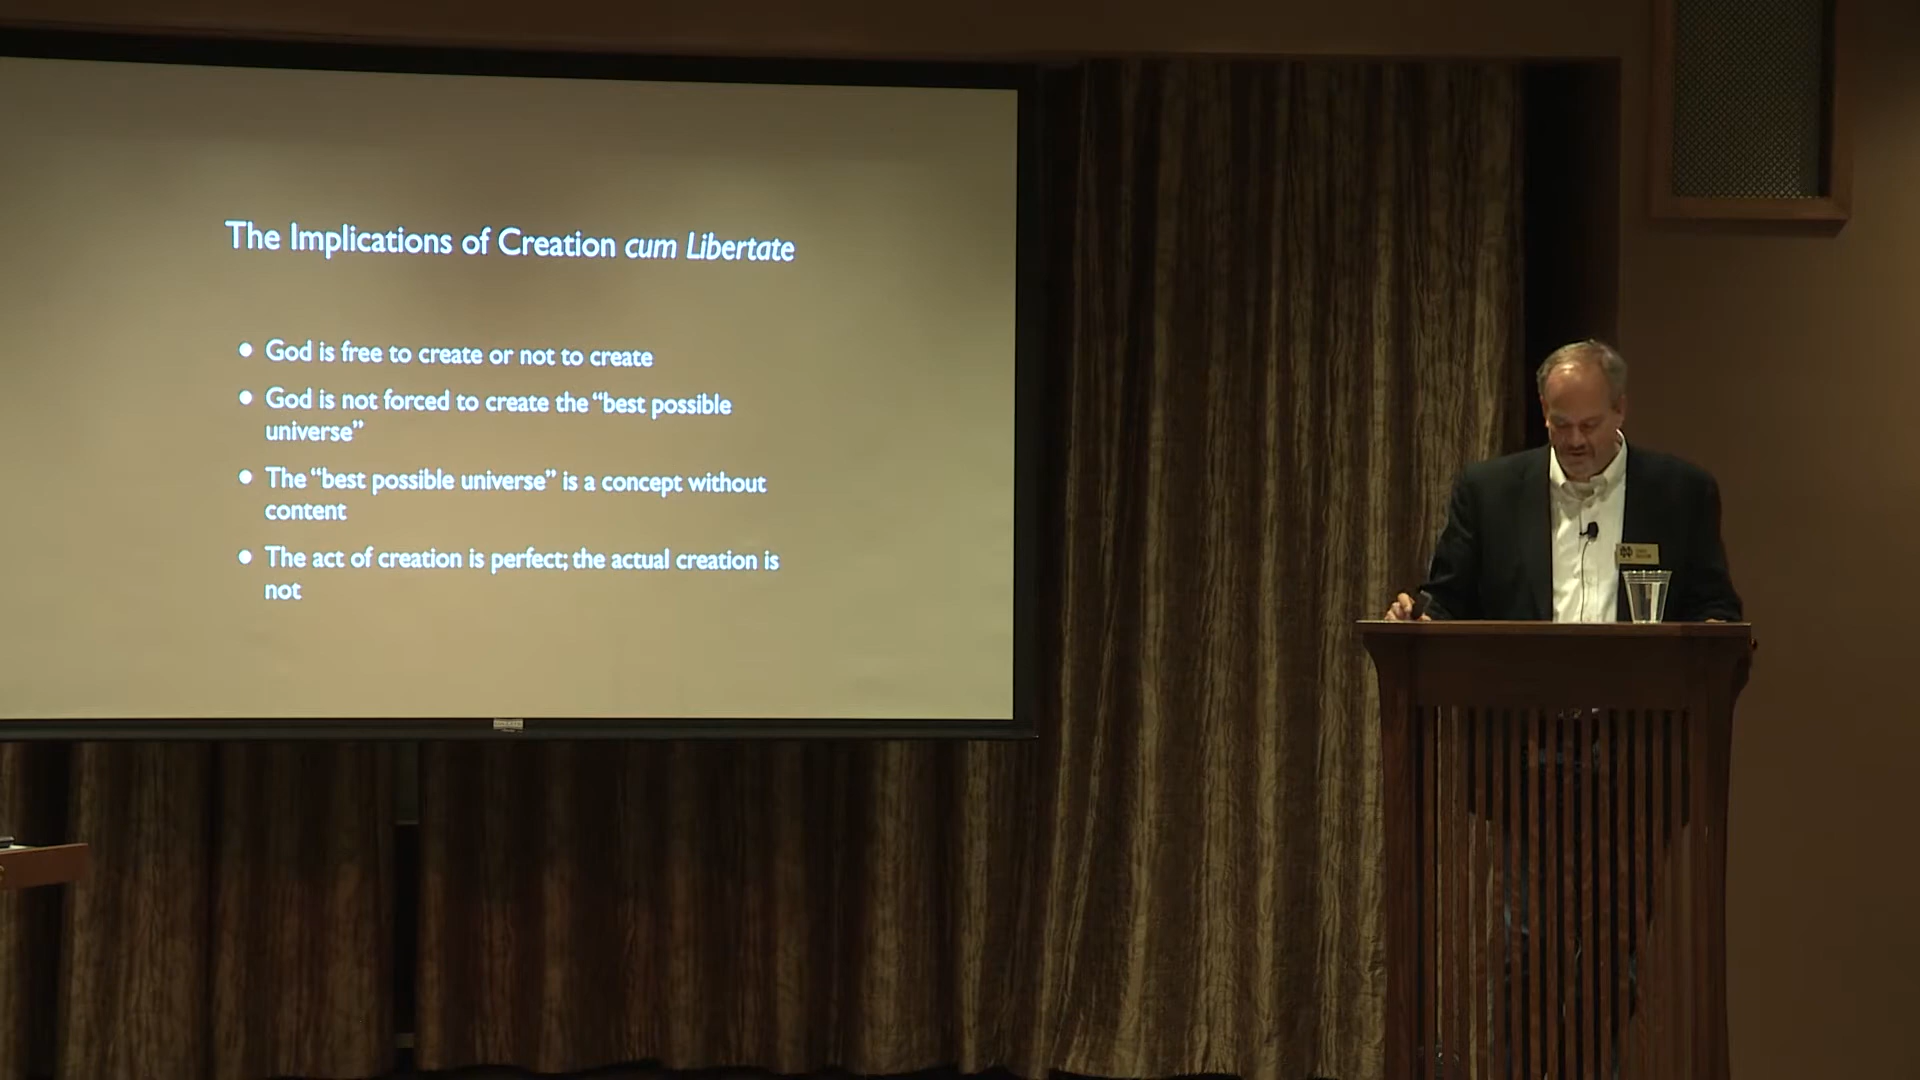 The Implications of Creation cum Libertate
● God is free to create or not to create
● God is not forced to create the “best possible
universe”
● The “best possible universe” is a concept without
content
● The act of creation is perfect; the actual creation is
not